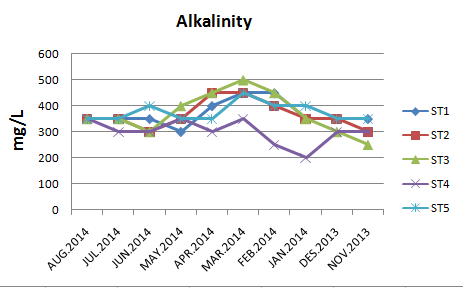 Alkalinity
mg/L
600
500
400
300
200
100
0
AUG.2014
JUL.2014
JUN.2014
MAY.2014
APR.2014
MAR.2014
FEB.2014
JAN.2014
DES.2013
NOV.2013
ST1
ST2
ST3
ST4
ST5